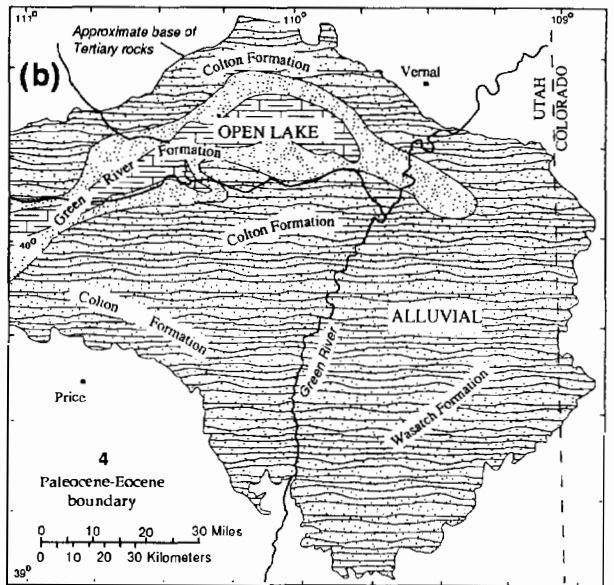 111°
110°
109°
Approximate base of
Tertiary rocks
(b)
Colton Formation
Vernal
UTAH
COLORADO
OPEN LAKE
Green River Formation
40°
Colton Formation
Colton Formation
ALLUVIAL
Green River
Wasatch Formation
Price
4
Paleocene-Eocene
boundary
0 10 20 30 Miles
0 10 20 30 Kilometers
39°